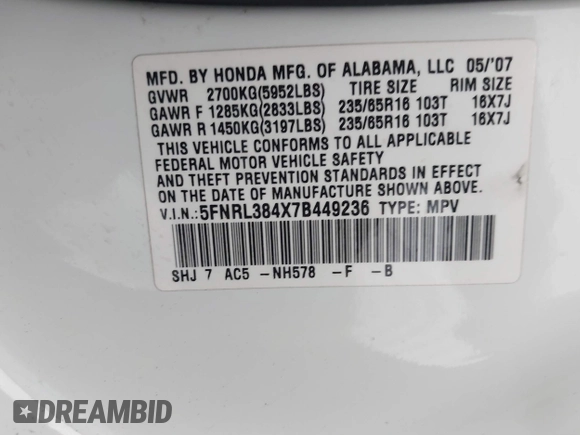 MFD. BY HONDA MFG. OF ALABAMA, LLC 05/'07
GVWR 2700KG(5952LBS) TIRE SIZE RIM SIZE
GAWR F 1285KG(2833LBS) 235/65R16 103T 16X7J
GAWR R 1450KG(3197LBS) 235/65R16 103T 16X7J
THIS VEHICLE CONFORMS TO ALL APPLICABLE
FEDERAL MOTOR VEHICLE SAFETY
AND THEFT PREVENTION STANDARDS IN EFFECT
ON THE DATE OF MANUFACTURE SHOWN ABOVE.
V.I.N.:5FNRL384X7B449236 TYPE: MPV
SHJ 7 AC5 -NH578 -F -B
DREAMBID